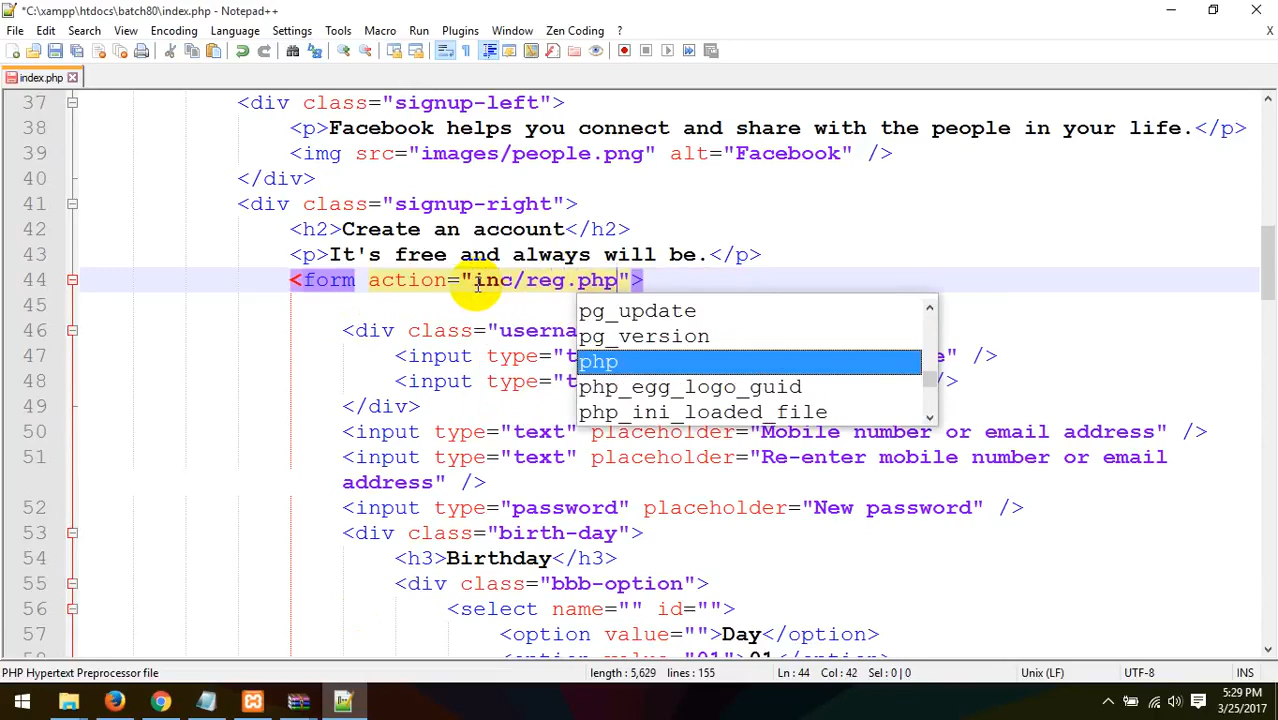 *C:\xampp\htdocs\batch80\index.php - Notepad++
File Edit Search View Encoding Language Settings Tools Macro Run Plugins Window Zen Coding ? X
index.php
37 <div class="signup-left">
38 <p>Facebook helps you connect and share with the people in your life.</p>
39 <img src="images/people.png" alt="Facebook" />
40 </div>
41 <div class="signup-right">
42 <h2>Create an account</h2>
43 <p>It's free and always will be.</p>
44 <form action="inc/reg.php">
pg_update
46 <div class="userna
pg_version
47 <input type="t e" />
php
48 <input type="t />
php_egg_logo_guid
49 </div>
php_ini_loaded_file
50 <input type="text" placeholder="Mobile number or email address" />
51 <input type="text" placeholder="Re-enter mobile number or email
address" />
52 <input type="password" placeholder="New password" />
53 <div class="birth-day">
54 <h3>Birthday</h3>
55 <div class="bbb-option">
56 <select name="" id="">
57 <option value="">Day</option>
PHP Hypertext Preprocessor file length : 5,629 lines : 155 Ln : 44 Col : 42 Sel : 0 | 0 Unix (LF) UTF-8 INS
5:29 PM
3/25/2017